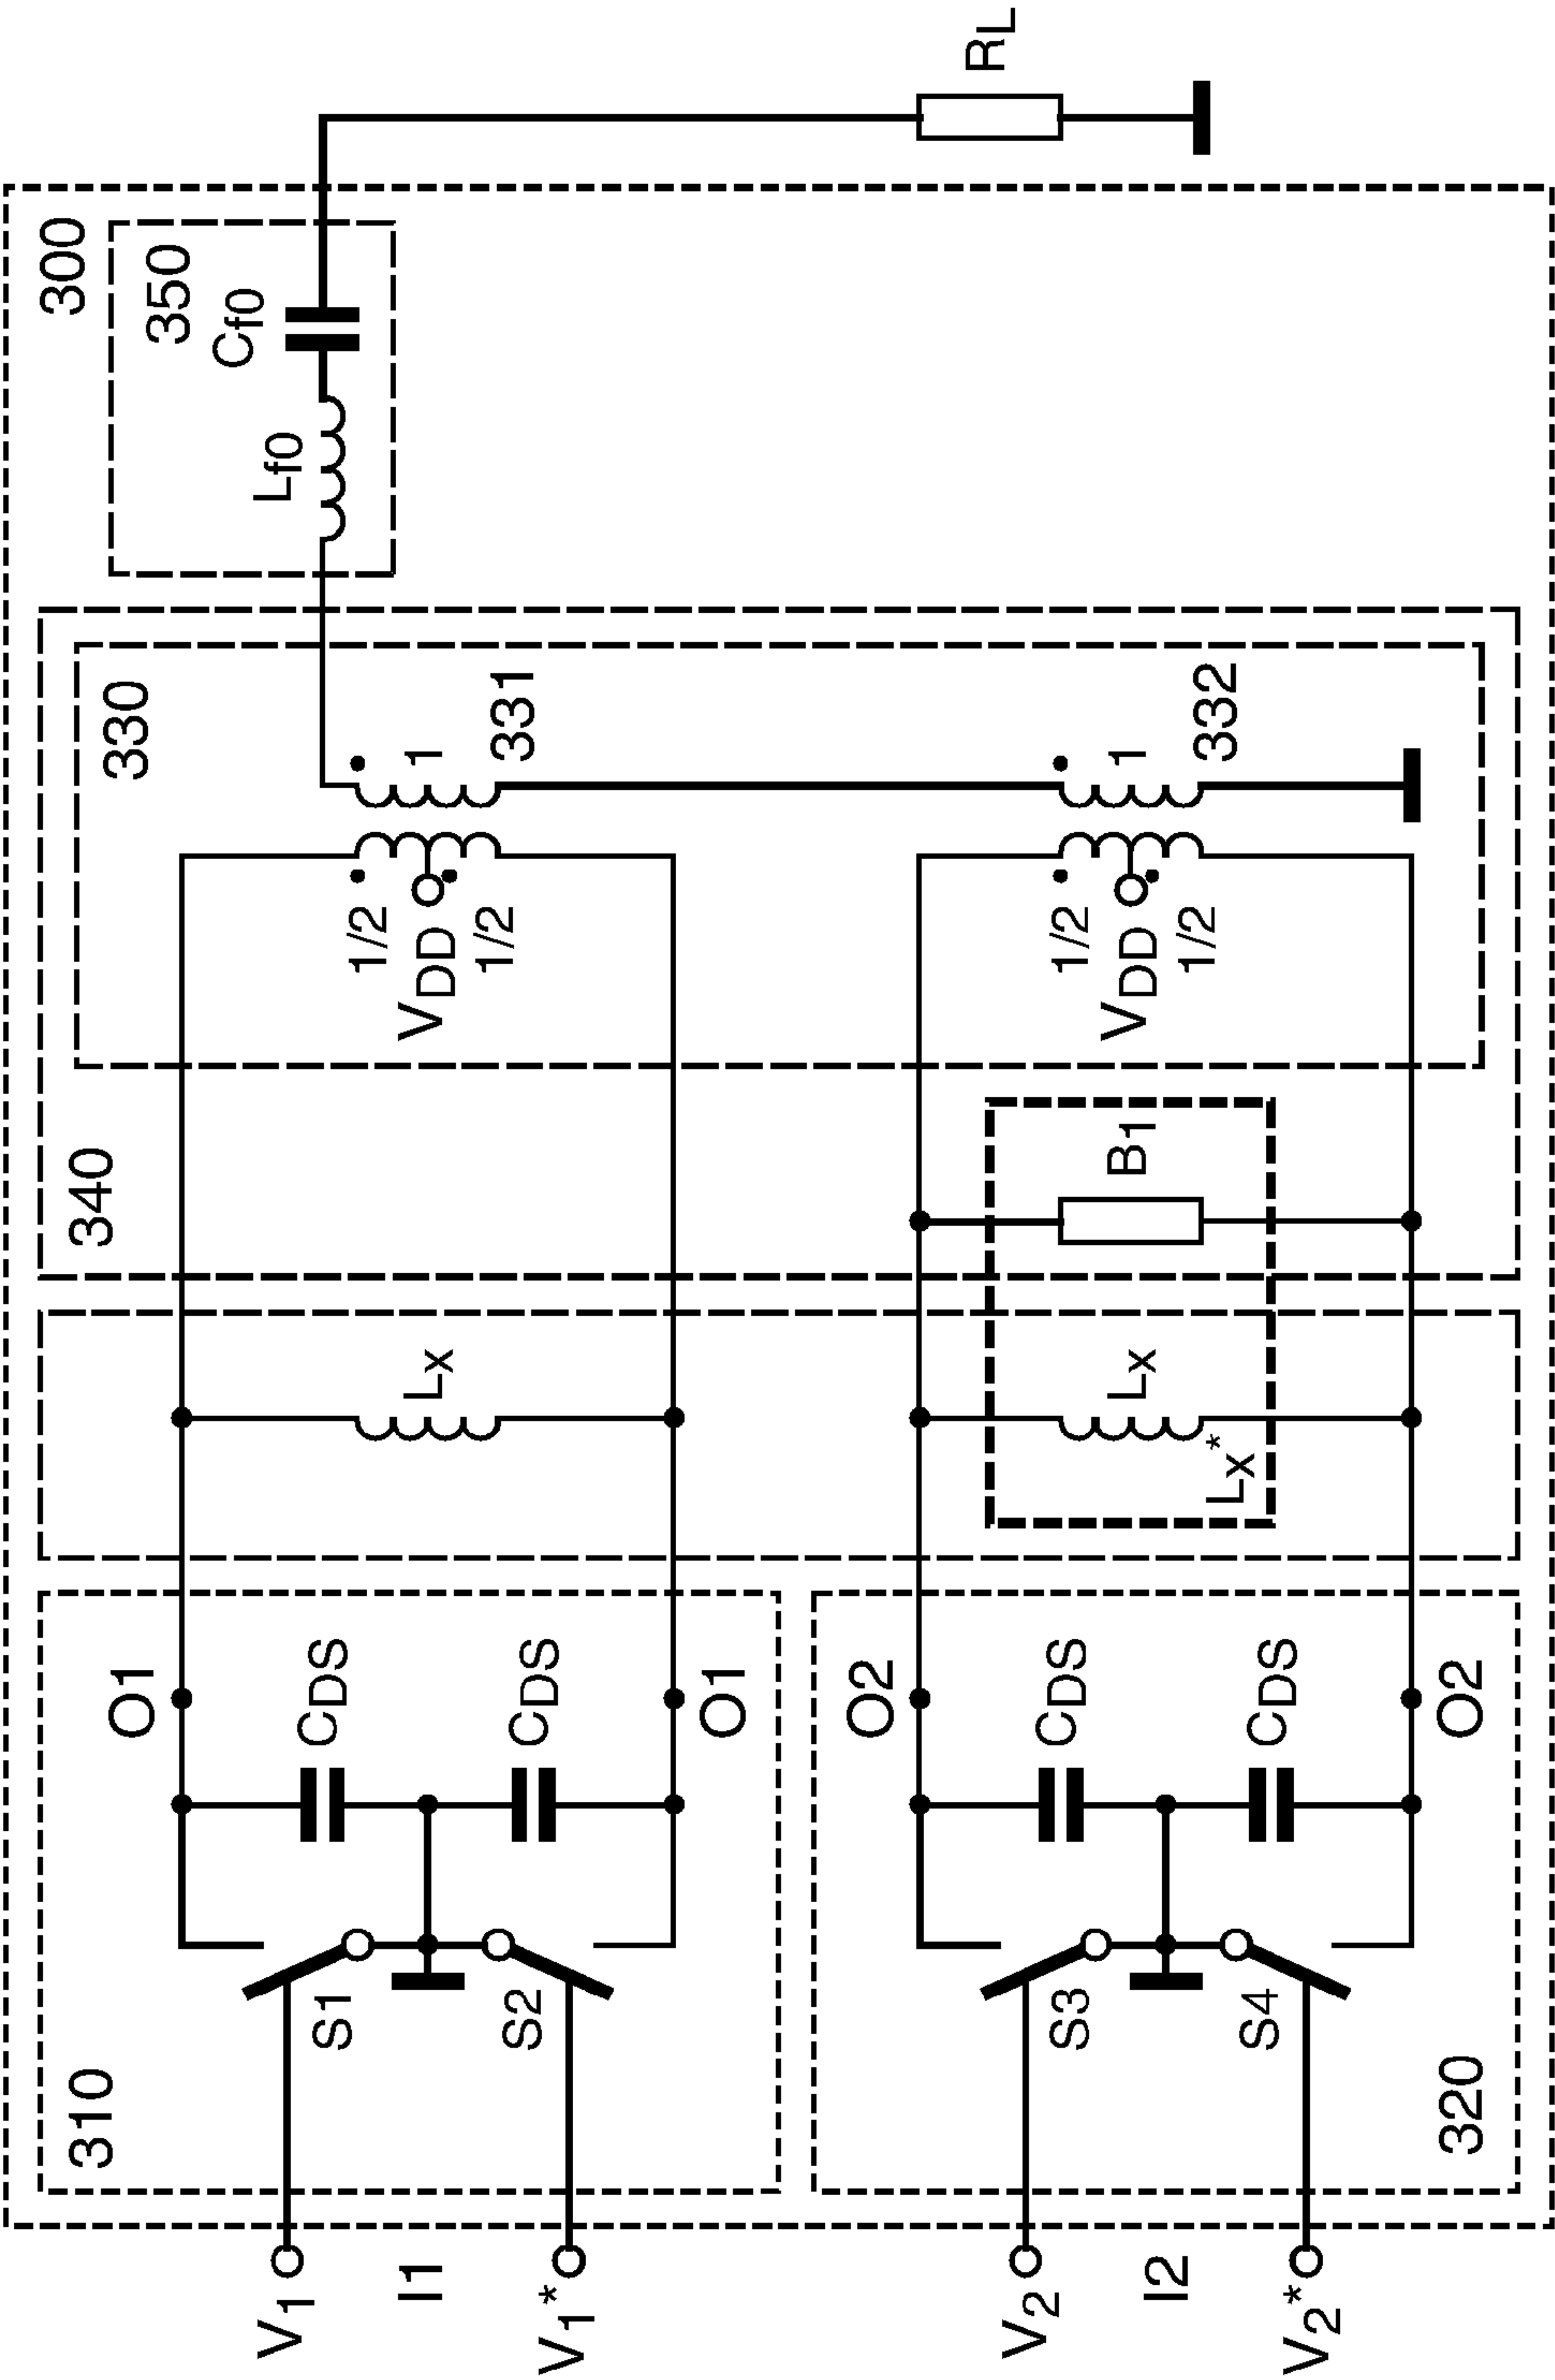 300
350
Lf0
Cf0
RL
340
330
331
1
1/2
VDD
1/2
332
1
1/2
VDD
1/2
B1
Lx
Lx
Lx*
310
O1
CDS
CDS
O1
S1
S2
V1
I1
V1*
320
O2
CDS
CDS
O2
S3
S4
V2
I2
V2*